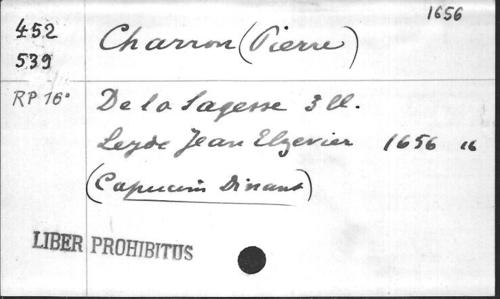 1656
452 Charron (Pierre)
539
RP 16° De la Sagesse 3 ll.
Leyde Jean Elzevier 1656 16
(Capucins Dinant)
LIBER PROHIBITUS